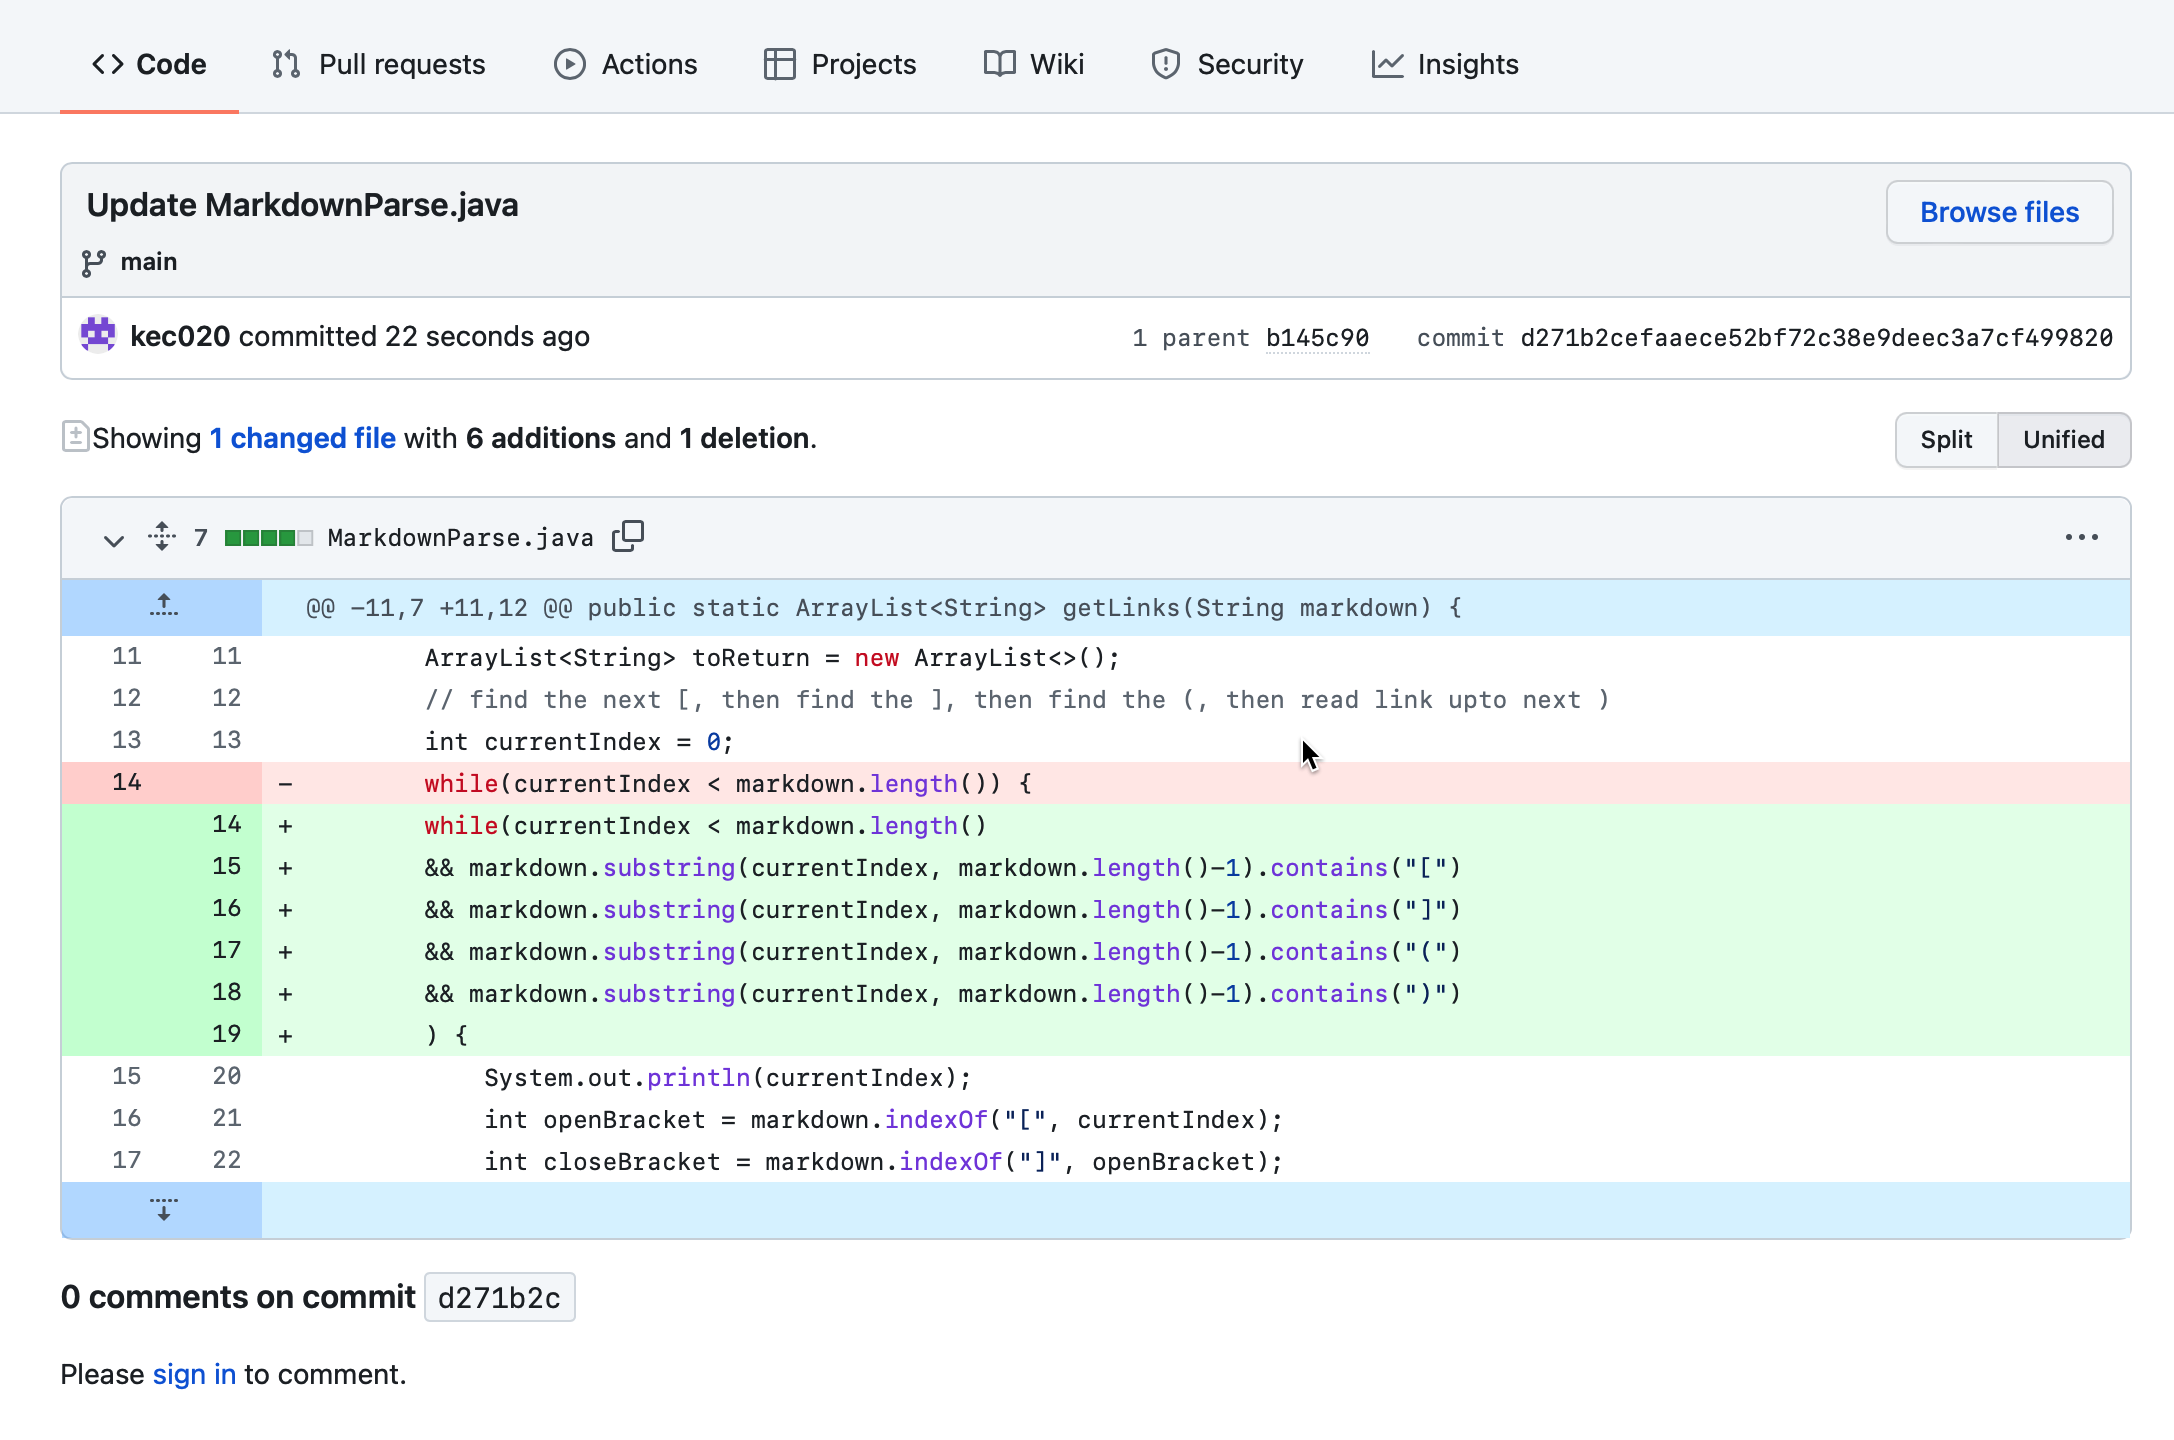 Code Pull requests Actions Projects Wiki Security Insights
Update MarkdownParse.java
Browse files
main
kec020 committed 22 seconds ago 1 parent b145c90 commit d271b2cefaaece52bf72c38e9deec3a7cf499820
Showing 1 changed file with 6 additions and 1 deletion.
Split Unified
7 MarkdownParse.java
@@ -11,7 +11,12 @@ public static ArrayList<String> getLinks(String markdown) {
11 11 ArrayList<String> toReturn = new ArrayList<>();
12 12 // find the next [, then find the ], then find the (, then read link upto next )
13 13 int currentIndex = 0;
14 - while(currentIndex < markdown.length()) {
14 + while(currentIndex < markdown.length()
15 + && markdown.substring(currentIndex, markdown.length()-1).contains("[")
16 + && markdown.substring(currentIndex, markdown.length()-1).contains("]")
17 + && markdown.substring(currentIndex, markdown.length()-1).contains("(")
18 + && markdown.substring(currentIndex, markdown.length()-1).contains(")")
19 + ) {
15 20 System.out.println(currentIndex);
16 21 int openBracket = markdown.indexOf("[", currentIndex);
17 22 int closeBracket = markdown.indexOf("]", openBracket);
0 comments on commit d271b2c
Please sign in to comment.